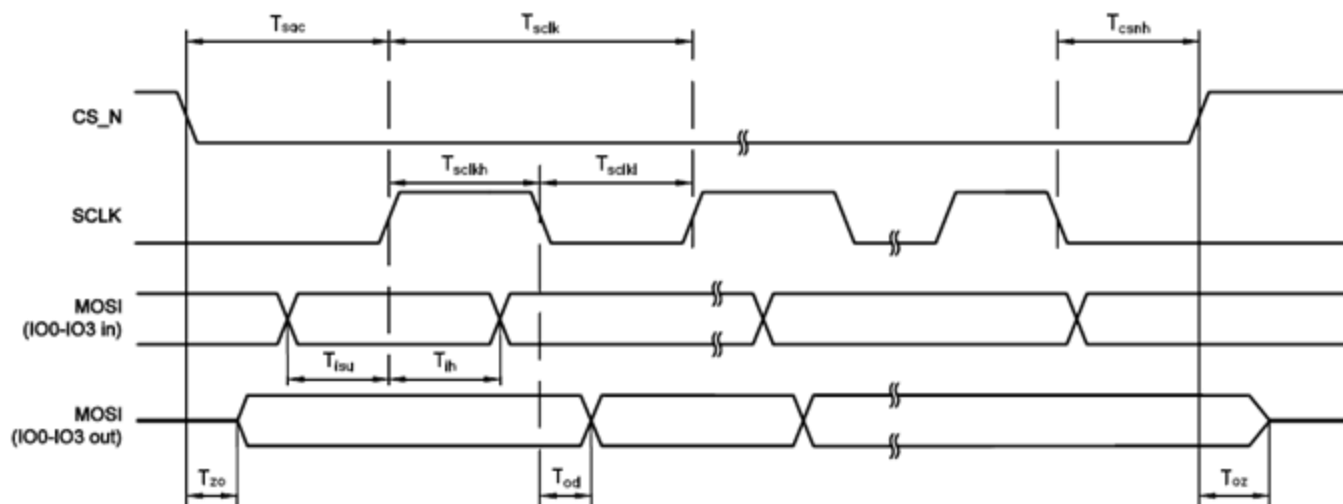 Tsac
Tsclk
Tcsnh
CS_N
Tsclkh
Tsclkl
SCLK
MOSI
(IO0-IO3 in)
Tisu
Tih
MOSI
(IO0-IO3 out)
Tzo
Tod
Toz